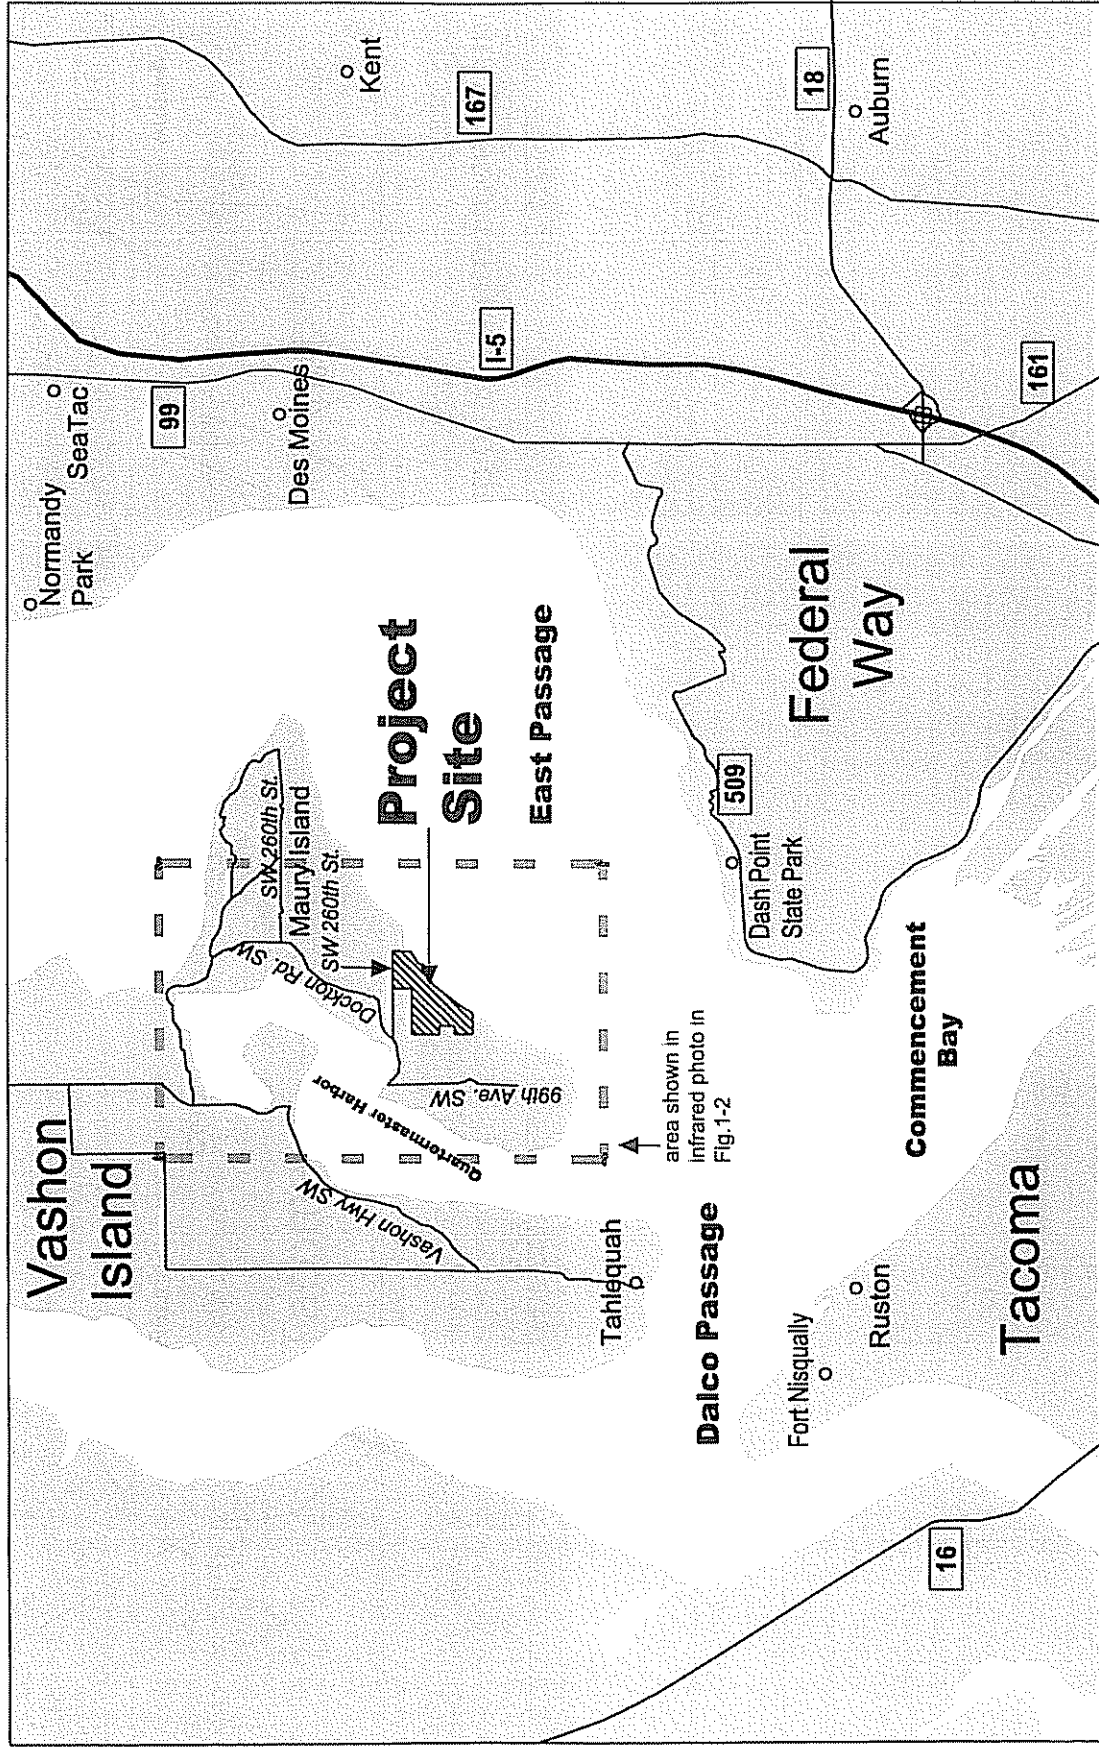 Vashon
Island
Normandy
Park
SeaTac
99
Des Moines
Kent
167
I-5
18
Auburn
161
SW 260th St.
Maury Island
SW 260th St.
Dockton Rd. SW
Quartermaster Harbor
Vashon Hwy SW
99th Ave. SW
Project
Site
East Passage
Tahlequah
area shown in
infrared photo in
Fig.1-2
Dalco Passage
Federal
Way
509
Dash Point
State Park
Fort Nisqually
Ruston
Commencement
Bay
Tacoma
16